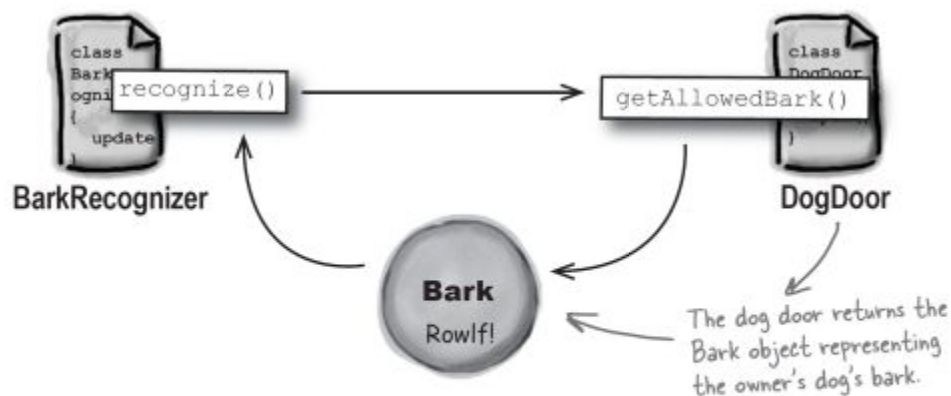 class
Bark
ogni
{
update
}
recognize()
BarkRecognizer
class
DogDoor
}
getAllowedBark()
DogDoor
Bark
Rowlf!
The dog door returns the
Bark object representing
the owner's dog's bark.